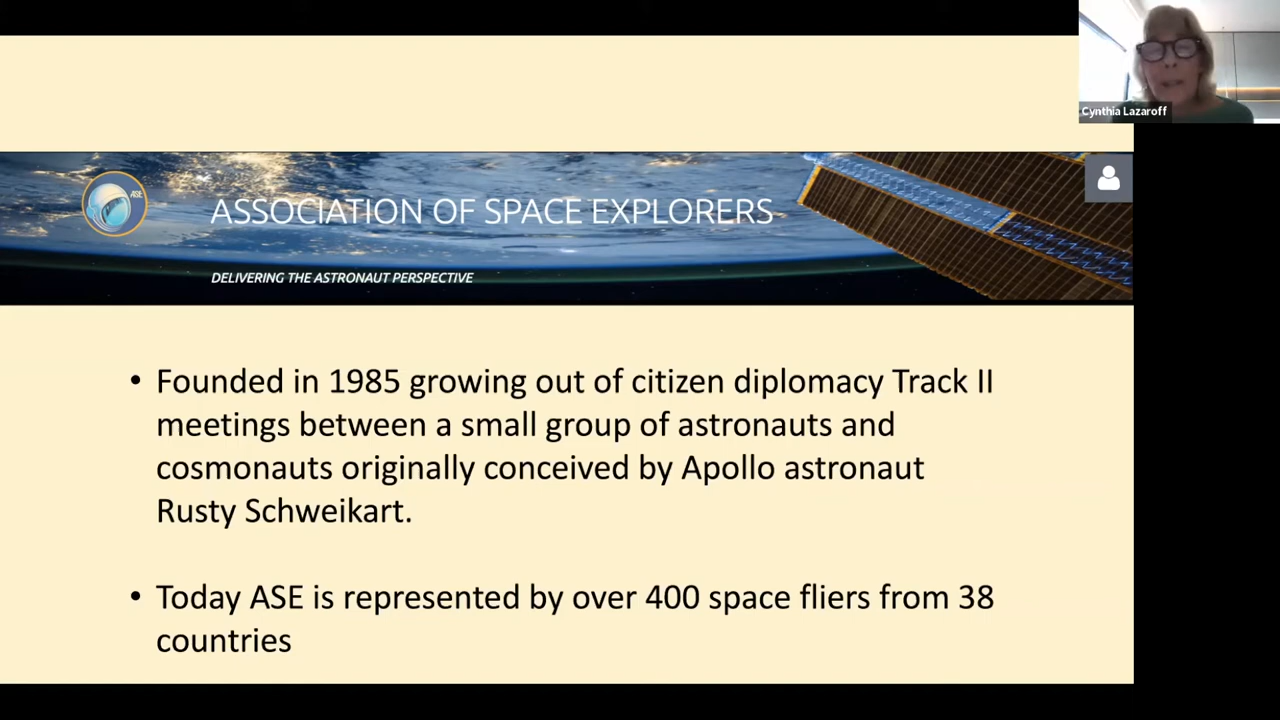 Cynthia Lazaroff
ASE
ASSOCIATION OF SPACE EXPLORERS
DELIVERING THE ASTRONAUT PERSPECTIVE
• Founded in 1985 growing out of citizen diplomacy Track II
meetings between a small group of astronauts and
cosmonauts originally conceived by Apollo astronaut
Rusty Schweikart.
• Today ASE is represented by over 400 space fliers from 38
countries